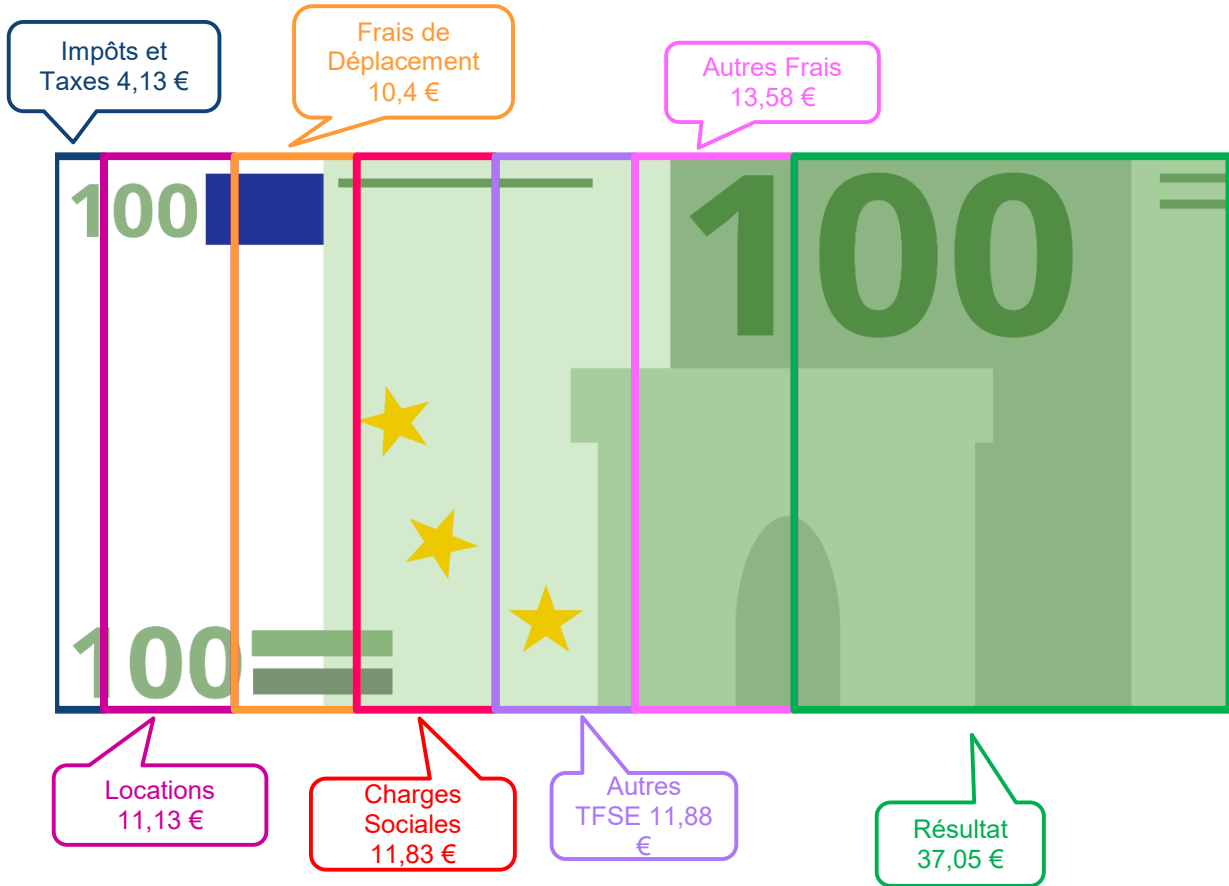 Impôts et
Taxes 4,13 €
Frais de
Déplacement
10,4 €
Autres Frais
13,58 €
100
100
100
Locations
11,13 €
Charges
Sociales
11,83 €
Autres
TFSE 11,88
€
Résultat
37,05 €